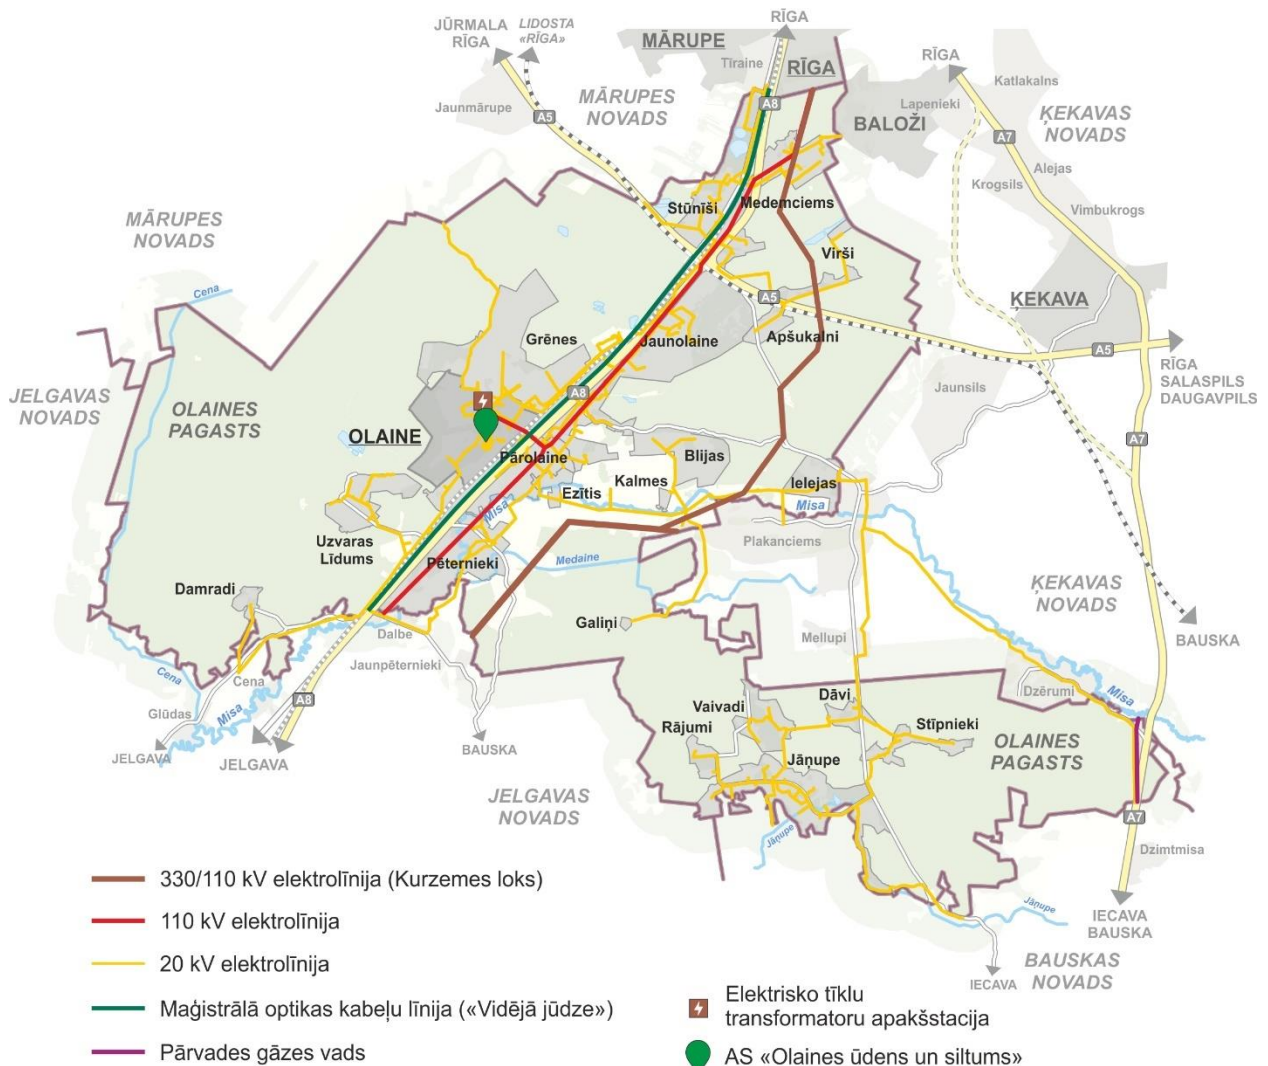 RĪGA
JŪRMALA
RĪGA
LIDOSTA
«RĪGA»
MĀRUPE
Tīraine
RĪGA
RĪGA
Katlakalns
Jaunmārupe
A5
MĀRUPES
NOVADS
A8
Lapenieki
BALOŽI
ĶEKAVAS
NOVADS
A7
Alejas
Krogsils
Vimbukrogs
Stūnīši
Medemciems
MĀRUPES
NOVADS
Virši
Cena
A5
ĶEKAVA
Grēnes
Jaunolaine
Apšukalni
A5
RĪGA
SALASPILS
DAUGAVPILS
JELGAVAS
NOVADS
OLAINES
PAGASTS
A8
Jaunsils
OLAINE
A7
Pārolaine
Blijas
Kalmes
Ezītis
Ielejas
Misa
Misa
Uzvaras
Līdums
Plakanciems
Pēternieki
Medaine
Damradi
ĶEKAVAS
NOVADS
Galiņi
Dalbe
Mellupi
BAUSKA
Jaunpēternieki
Cena
Cena
Dzērumi
Misa
Glūdas
Misa
A8
Vaivadi
Dāvi
Rājumi
Stīpnieki
JELGAVA
JELGAVA
BAUSKA
OLAINES
PAGASTS
Jāņupe
JELGAVAS
NOVADS
A7
Jāņupe
Dzimtmisa
330/110 kV elektrolīnija (Kurzemes loks)
110 kV elektrolīnija
Jāņupe
IECAVA
BAUSKA
20 kV elektrolīnija
BAUSKAS
NOVADS
IECAVA
Maģistrālā optikas kabeļu līnija («Vidējā jūdze»)
Elektrisko tīklu
transformatoru apakšstacija
Pārvades gāzes vads
AS «Olaines ūdens un siltums»